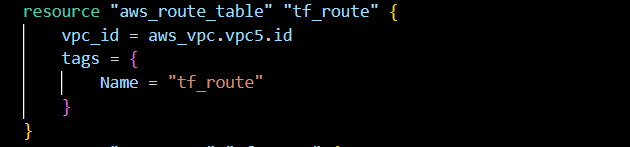 resource "aws_route_table" "tf_route" {
    vpc_id = aws_vpc.vpc5.id
    tags = {
        Name = "tf_route"
    }
}